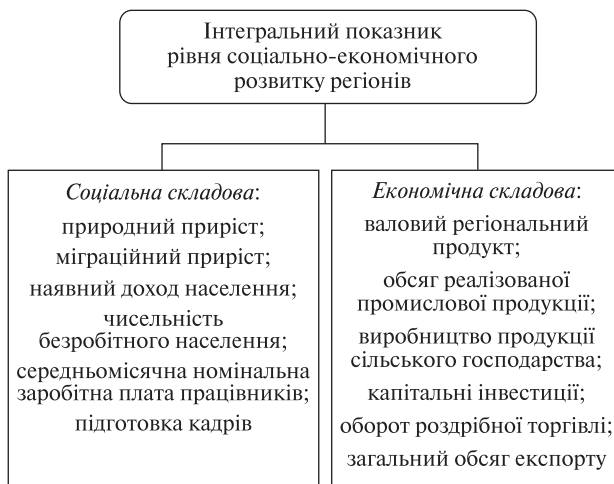 Інтегральний показник
рівня соціально-економічного
розвитку регіонів
Соціальна складова:
природний приріст;
міграційний приріст;
наявний доход населення;
чисельність
безробітного населення;
середньомісячна номінальна
заробітна плата працівників;
підготовка кадрів
Економічна складова:
валовий регіональний
продукт;
обсяг реалізованої
промислової продукції;
виробництво продукції
сільського господарства;
капітальні інвестиції;
оборот роздрібної торгівлі;
загальний обсяг експорту